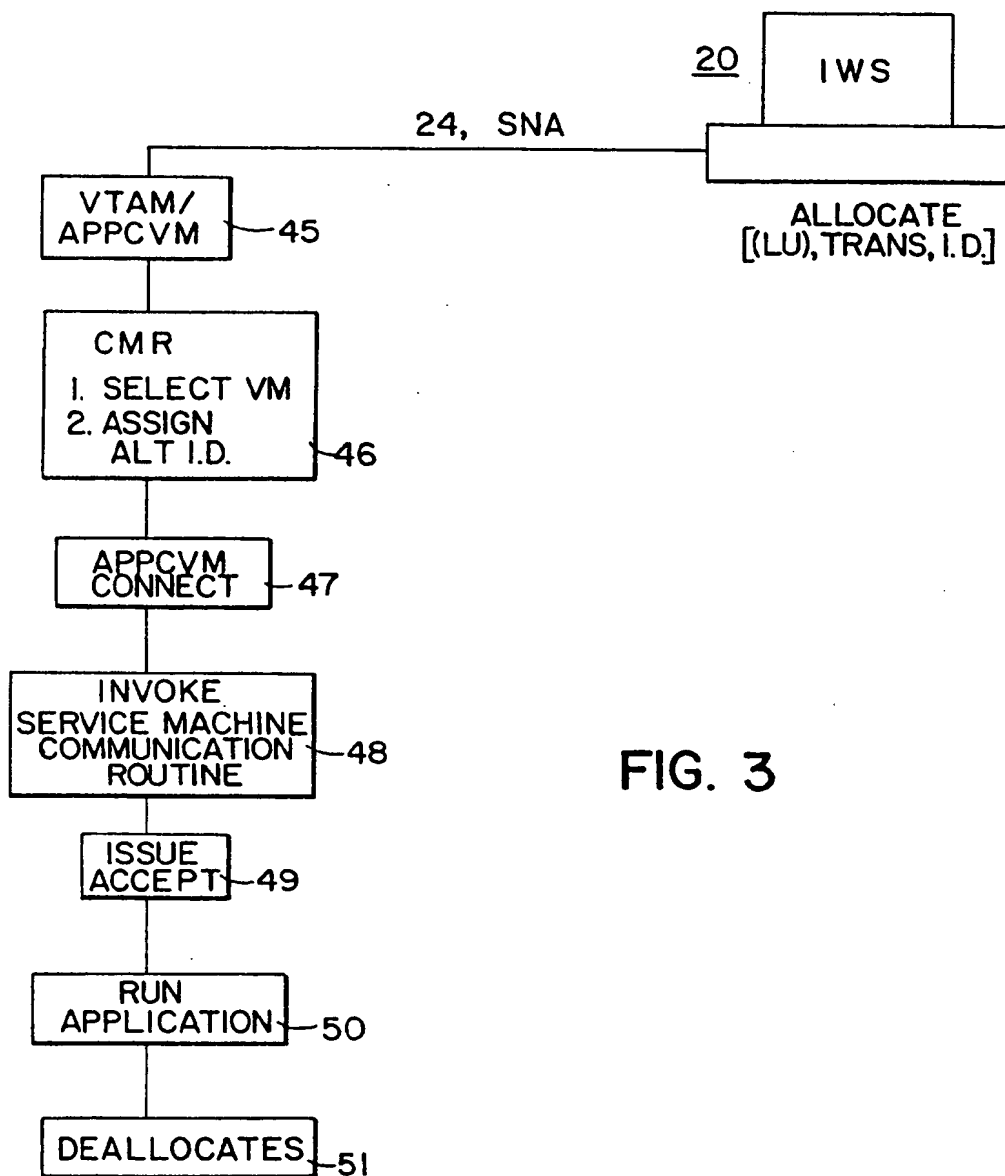 20
IWS
24, SNA
ALLOCATE
[(LU), TRANS, I.D.]
VTAM/
APPCVM
45
CMR
1. SELECT VM
2. ASSIGN
ALT I.D.
46
APPCVM
CONNECT
47
INVOKE
SERVICE MACHINE
COMMUNICATION
ROUTINE
48
FIG. 3
ISSUE
ACCEPT
49
RUN
APPLICATION
50
DEALLOCATES
51